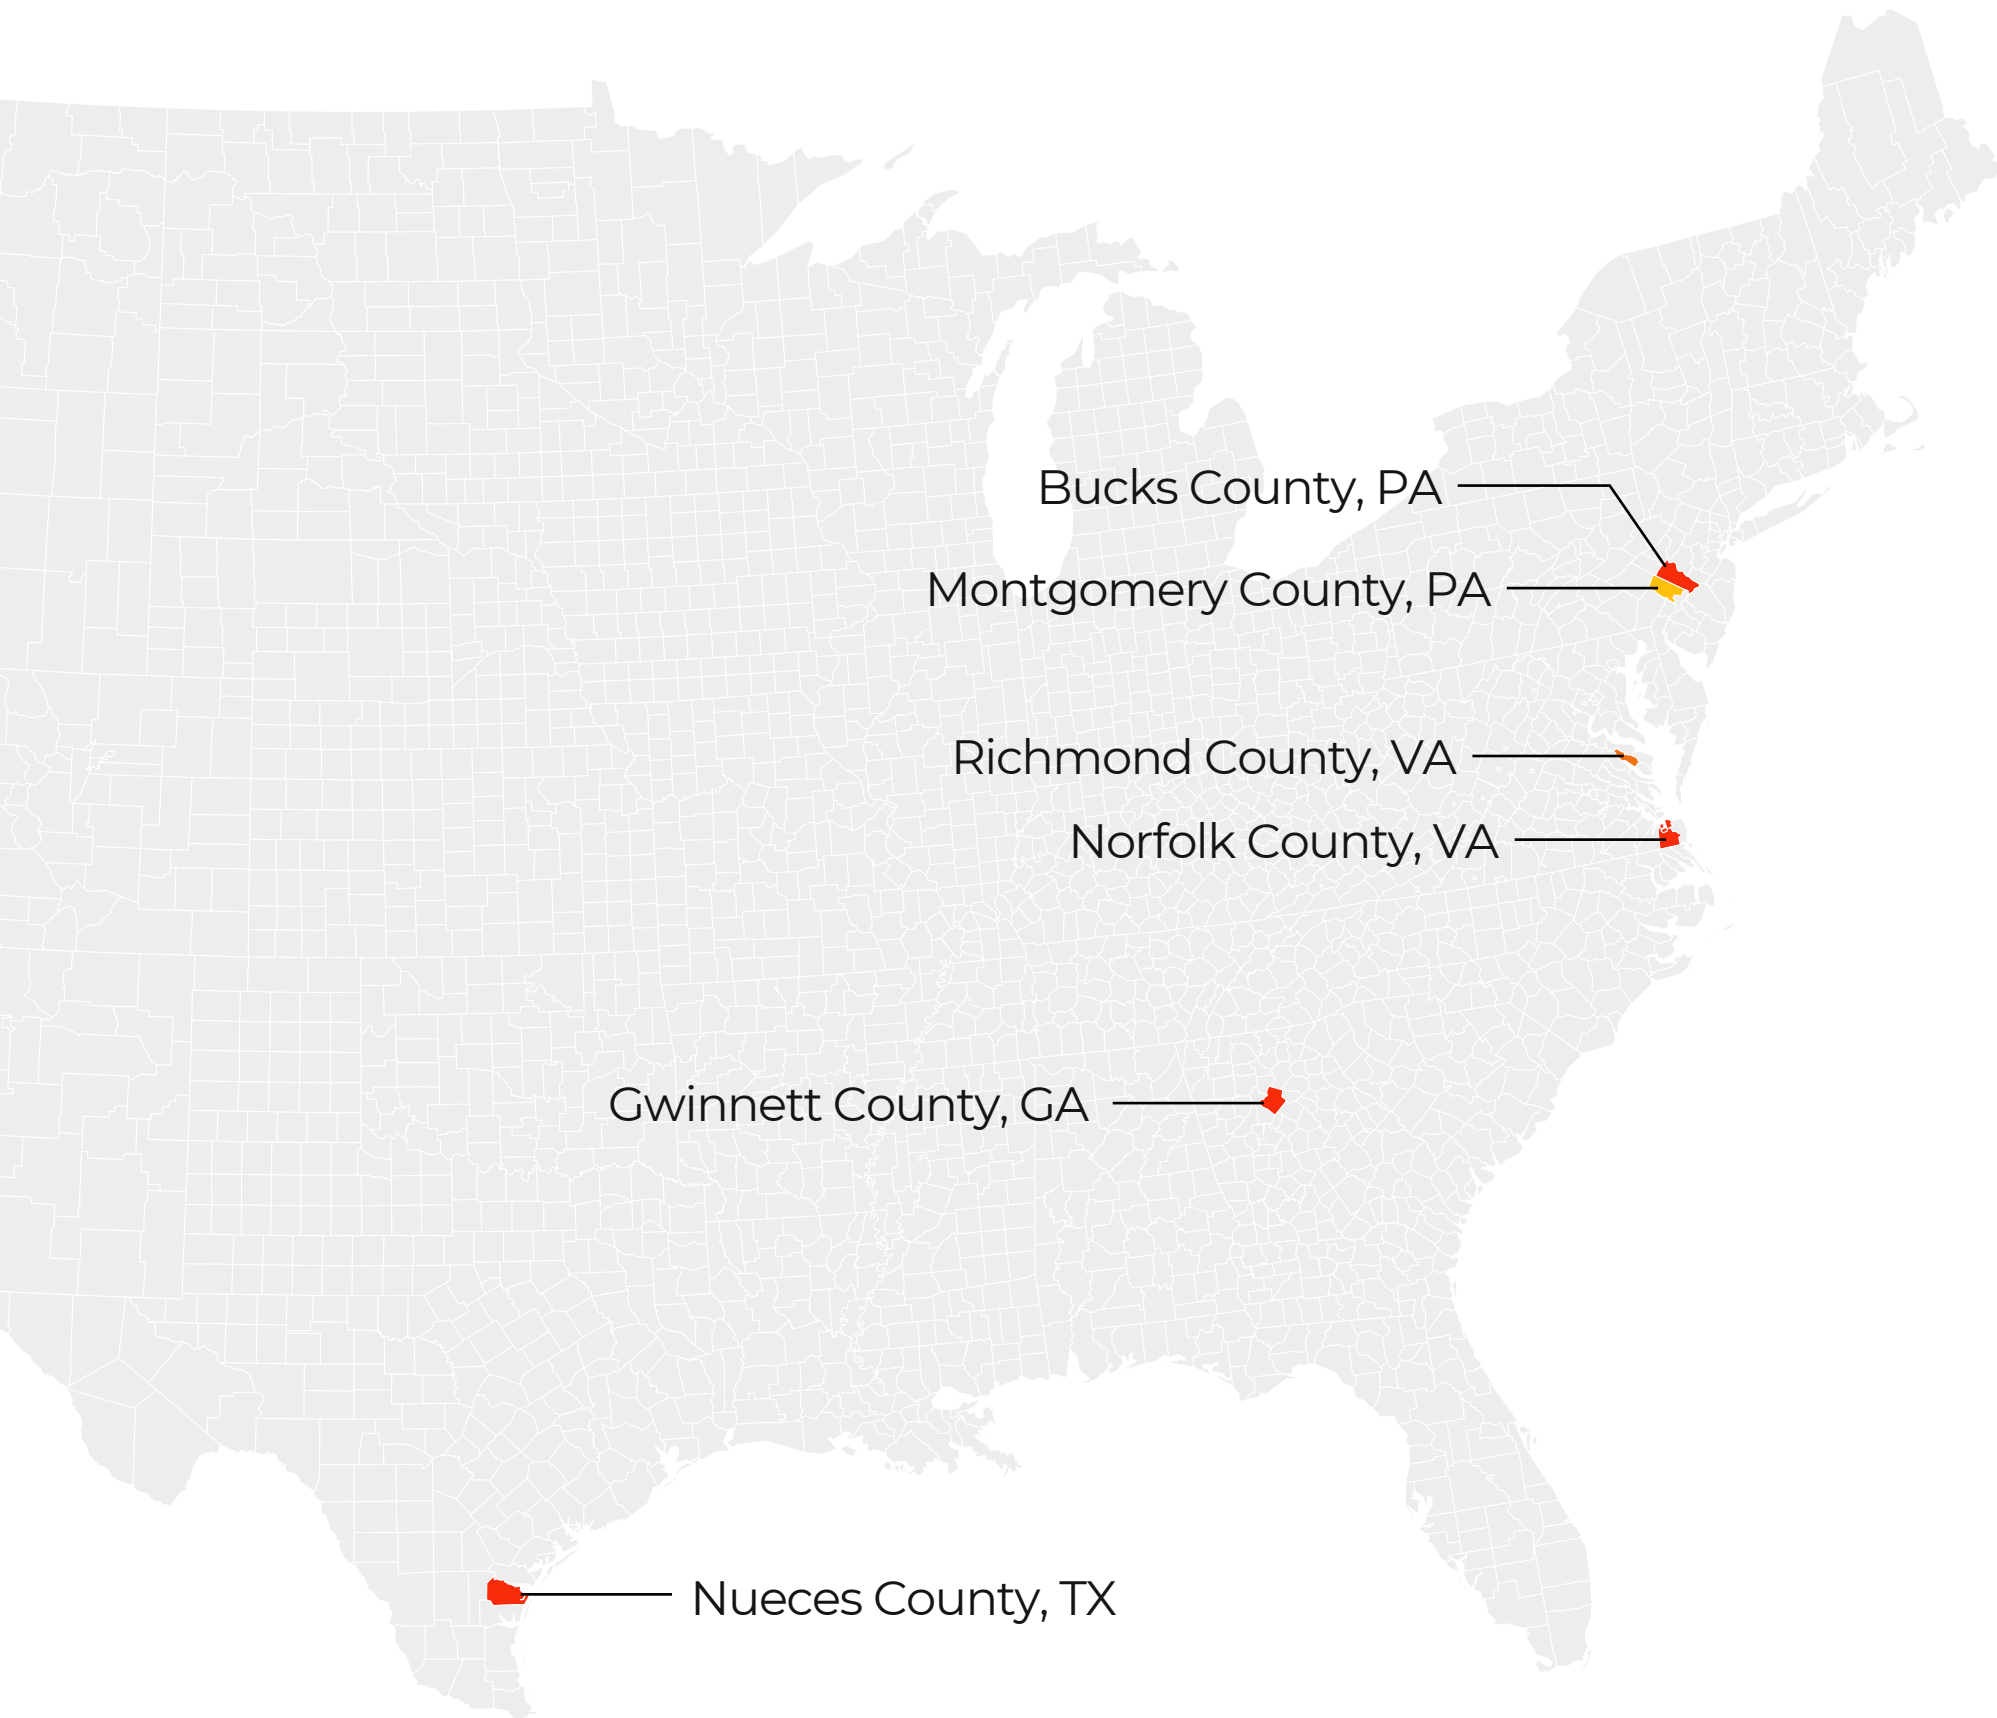 Bucks County, PA
Montgomery County, PA
Richmond County, VA
Norfolk County, VA
Gwinnett County, GA
Nueces County, TX